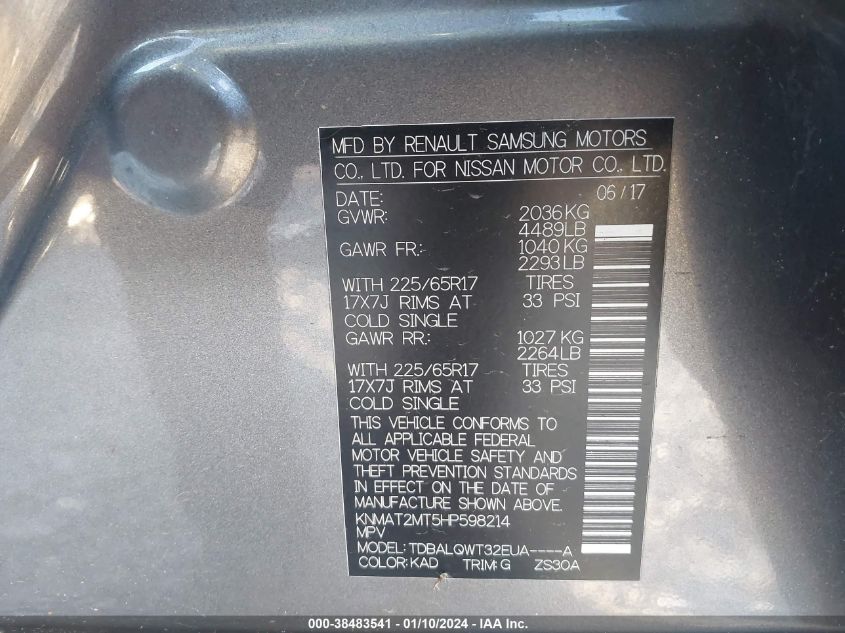 MFD BY RENAULT SAMSUNG MOTORS
CO., LTD. FOR NISSAN MOTOR CO., LTD.
DATE: 06/17
GVWR: 2036KG
4489LB
GAWR FR.: 1040KG
2293LB
WITH 225/65R17 TIRES
17X7J RIMS AT 33 PSI
COLD SINGLE
GAWR RR.: 1027 KG
2264LB
WITH 225/65R17 TIRES
17X7J RIMS AT 33 PSI
COLD SINGLE
THIS VEHICLE CONFORMS TO
ALL APPLICABLE FEDERAL
MOTOR VEHICLE SAFETY AND
THEFT PREVENTION STANDARDS
IN EFFECT ON THE DATE OF
MANUFACTURE SHOWN ABOVE.
KNMAT2MT5HP598214
MPV
MODEL: TDBALQWT32EUA----A
COLOR: KAD TRIM: G ZS30A
000-38483541 / 01/10/2024 - IAA Inc.